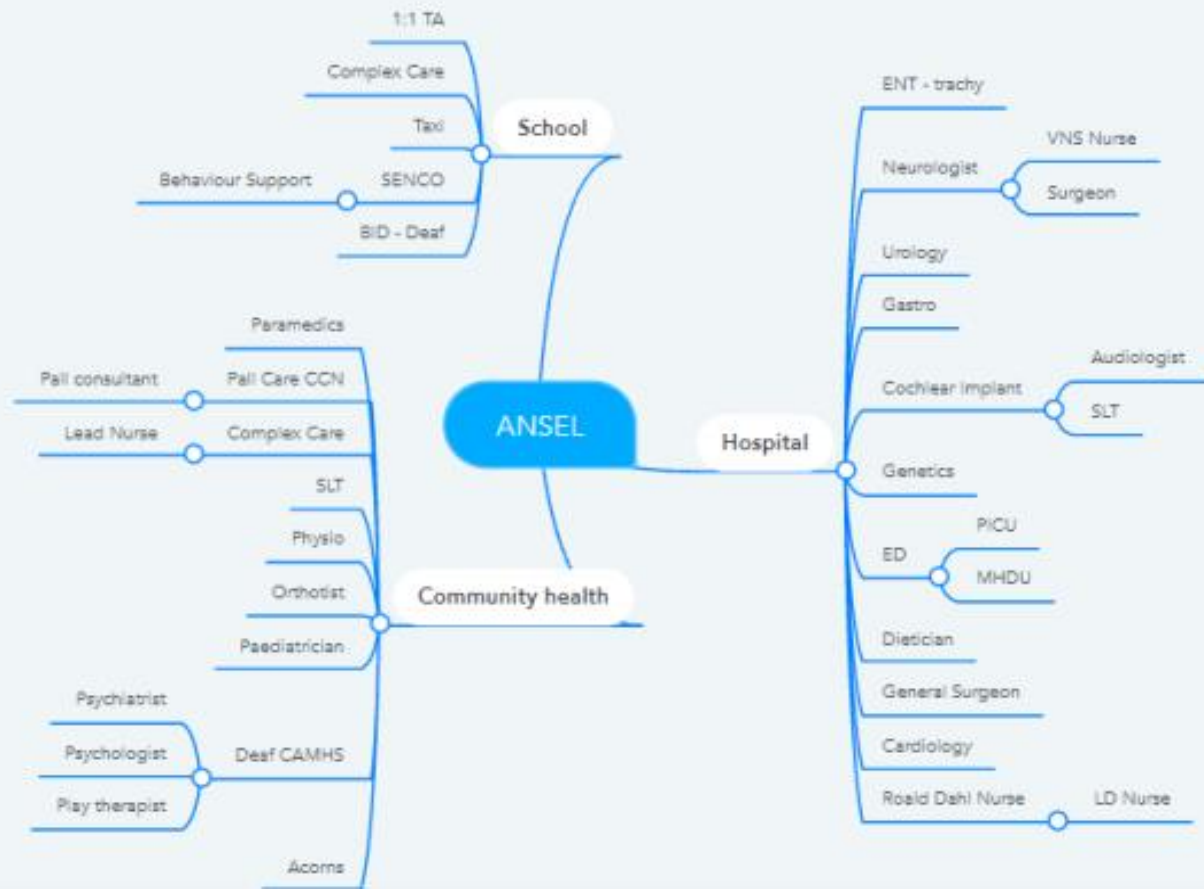 ANSEL
School
1:1 TA
Complex Care
Taxi
SENCO
Behaviour Support
BID - Deaf
Hospital
ENT - trachy
Neurologist
VNS Nurse
Surgeon
Urology
Gastro
Cochlear Implant
Audiologist
SLT
Genetics
ED
PICU
MHDU
Dietician
General Surgeon
Cardiology
Roald Dahl Nurse
LD Nurse
Community health
Paramedics
Pall Care CCN
Pall consultant
Complex Care
Lead Nurse
SLT
Physio
Orthotist
Paediatrician
Deaf CAMHS
Psychiatrist
Psychologist
Play therapist
Acorns